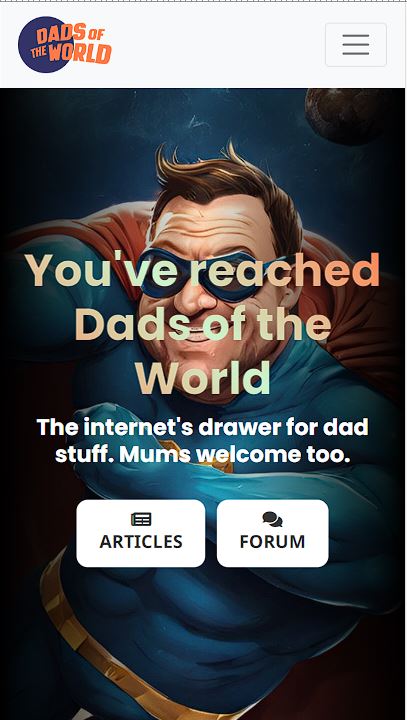 DADS OF
THE WORLD
You've reached
Dads of the
World
The internet's drawer for dad
stuff. Mums welcome too.
ARTICLES FORUM